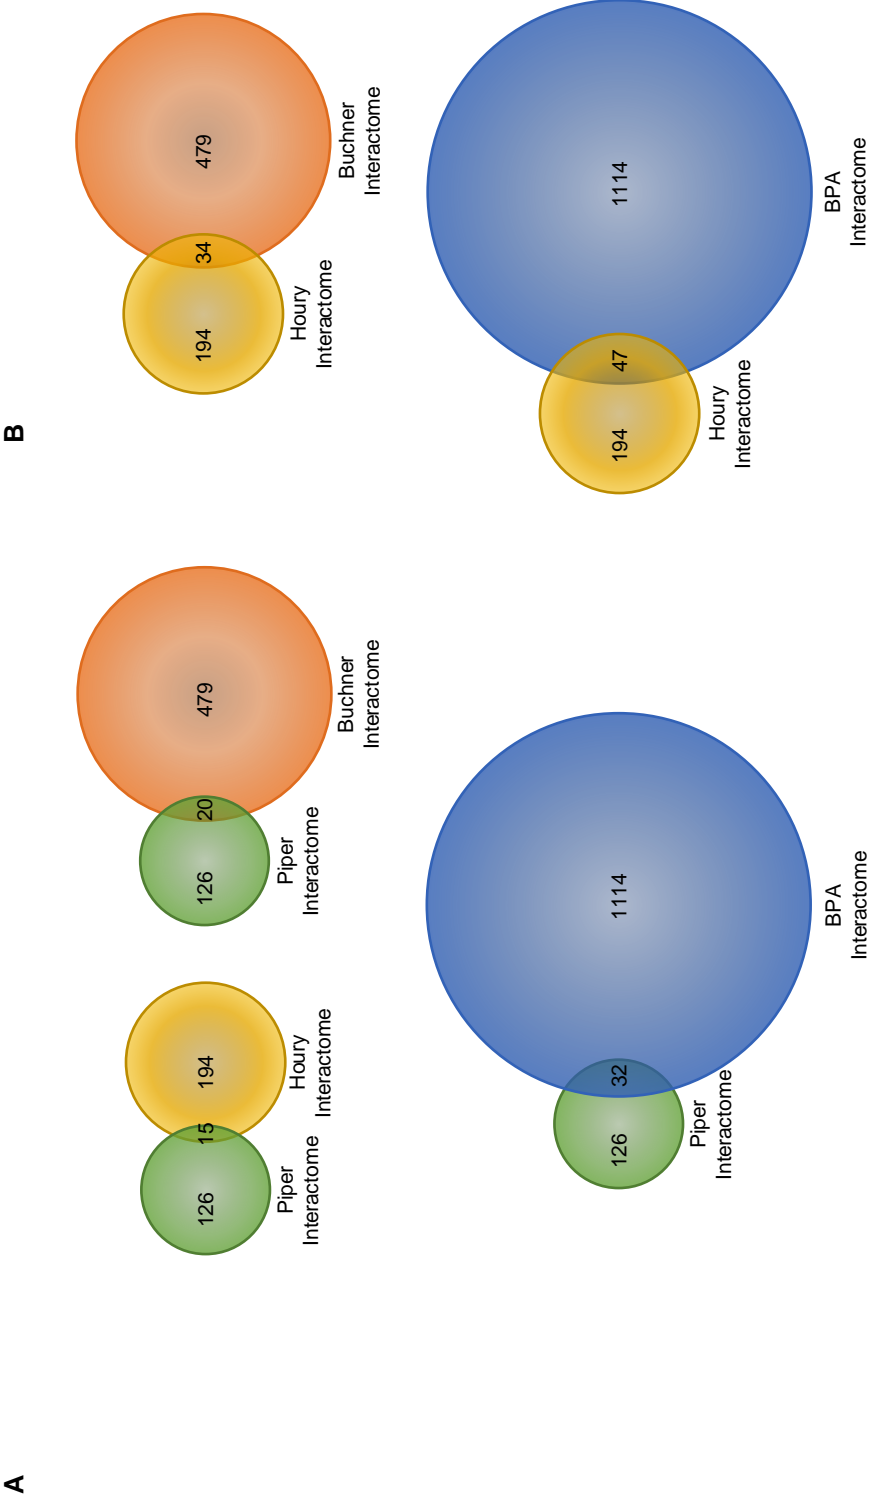 A
126
15
194
Piper
Interactome
Houry
Interactome
126
20
479
Piper
Interactome
Buchner
Interactome
126
32
1114
Piper
Interactome
BPA
Interactome
B
194
34
479
Houry
Interactome
Buchner
Interactome
194
47
1114
Houry
Interactome
BPA
Interactome